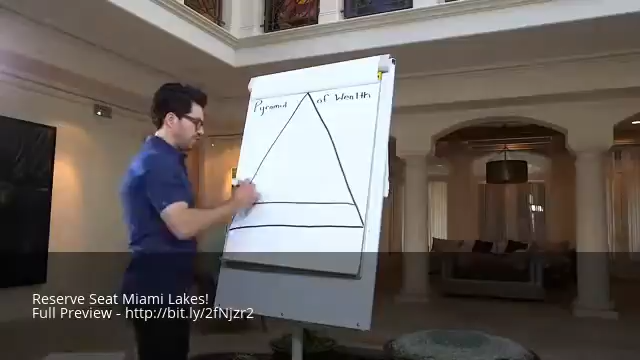 Pyramid of Wealth
Reserve Seat Miami Lakes!
Full Preview - http://bit.ly/2fNjzr2